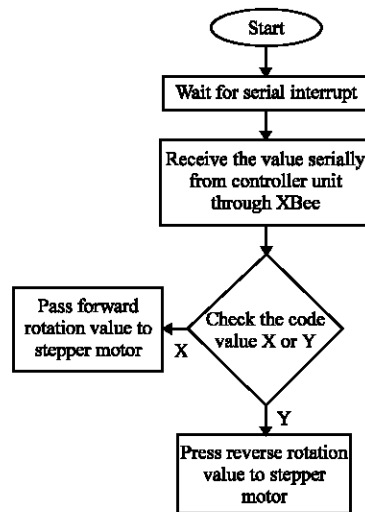 Start
Wait for serial interrupt
Receive the value serially
from controller unit
through XBee
Check the code
value X or Y
Pass forward
rotation value to
stepper motor
X
Y
Press reverse rotation
value to stepper
motor